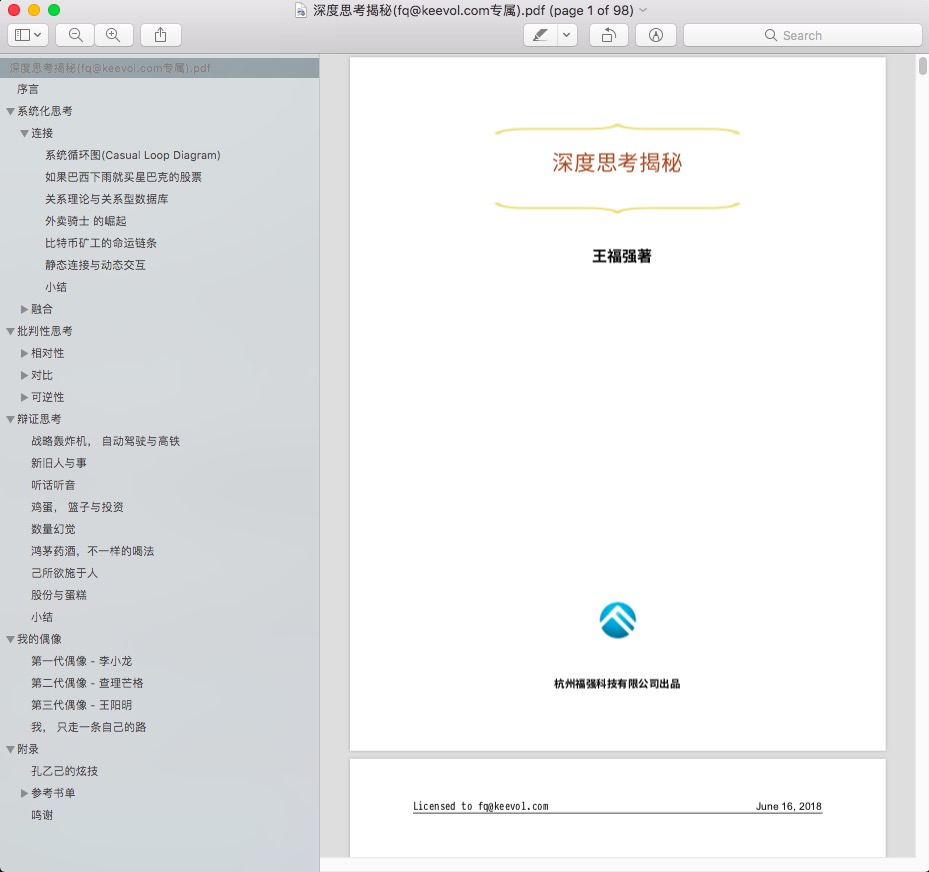 深度思考揭秘(fq@keevol.com专属).pdf (page 1 of 98)
Search
深度思考揭秘(fq@keevol.com专属).pdf
序言
系统化思考
连接
系统循环图(Casual Loop Diagram)
如果巴西下雨就买星巴克的股票
关系理论与关系型数据库
外卖骑士 的崛起
比特币矿工的命运链条
静态连接与动态交互
小结
融合
批判性思考
相对性
对比
可逆性
辩证思考
战略轰炸机， 自动驾驶与高铁
新旧人与事
听话听音
鸡蛋， 篮子与投资
数量幻觉
鸿茅药酒，不一样的喝法
己所欲施于人
股份与蛋糕
小结
我的偶像
第一代偶像 - 李小龙
第二代偶像 - 查理芒格
第三代偶像 - 王阳明
我， 只走一条自己的路
附录
孔乙己的炫技
参考书单
鸣谢
深度思考揭秘
王福强著
杭州福强科技有限公司出品
Licensed to fq@keevol.com June 16, 2018